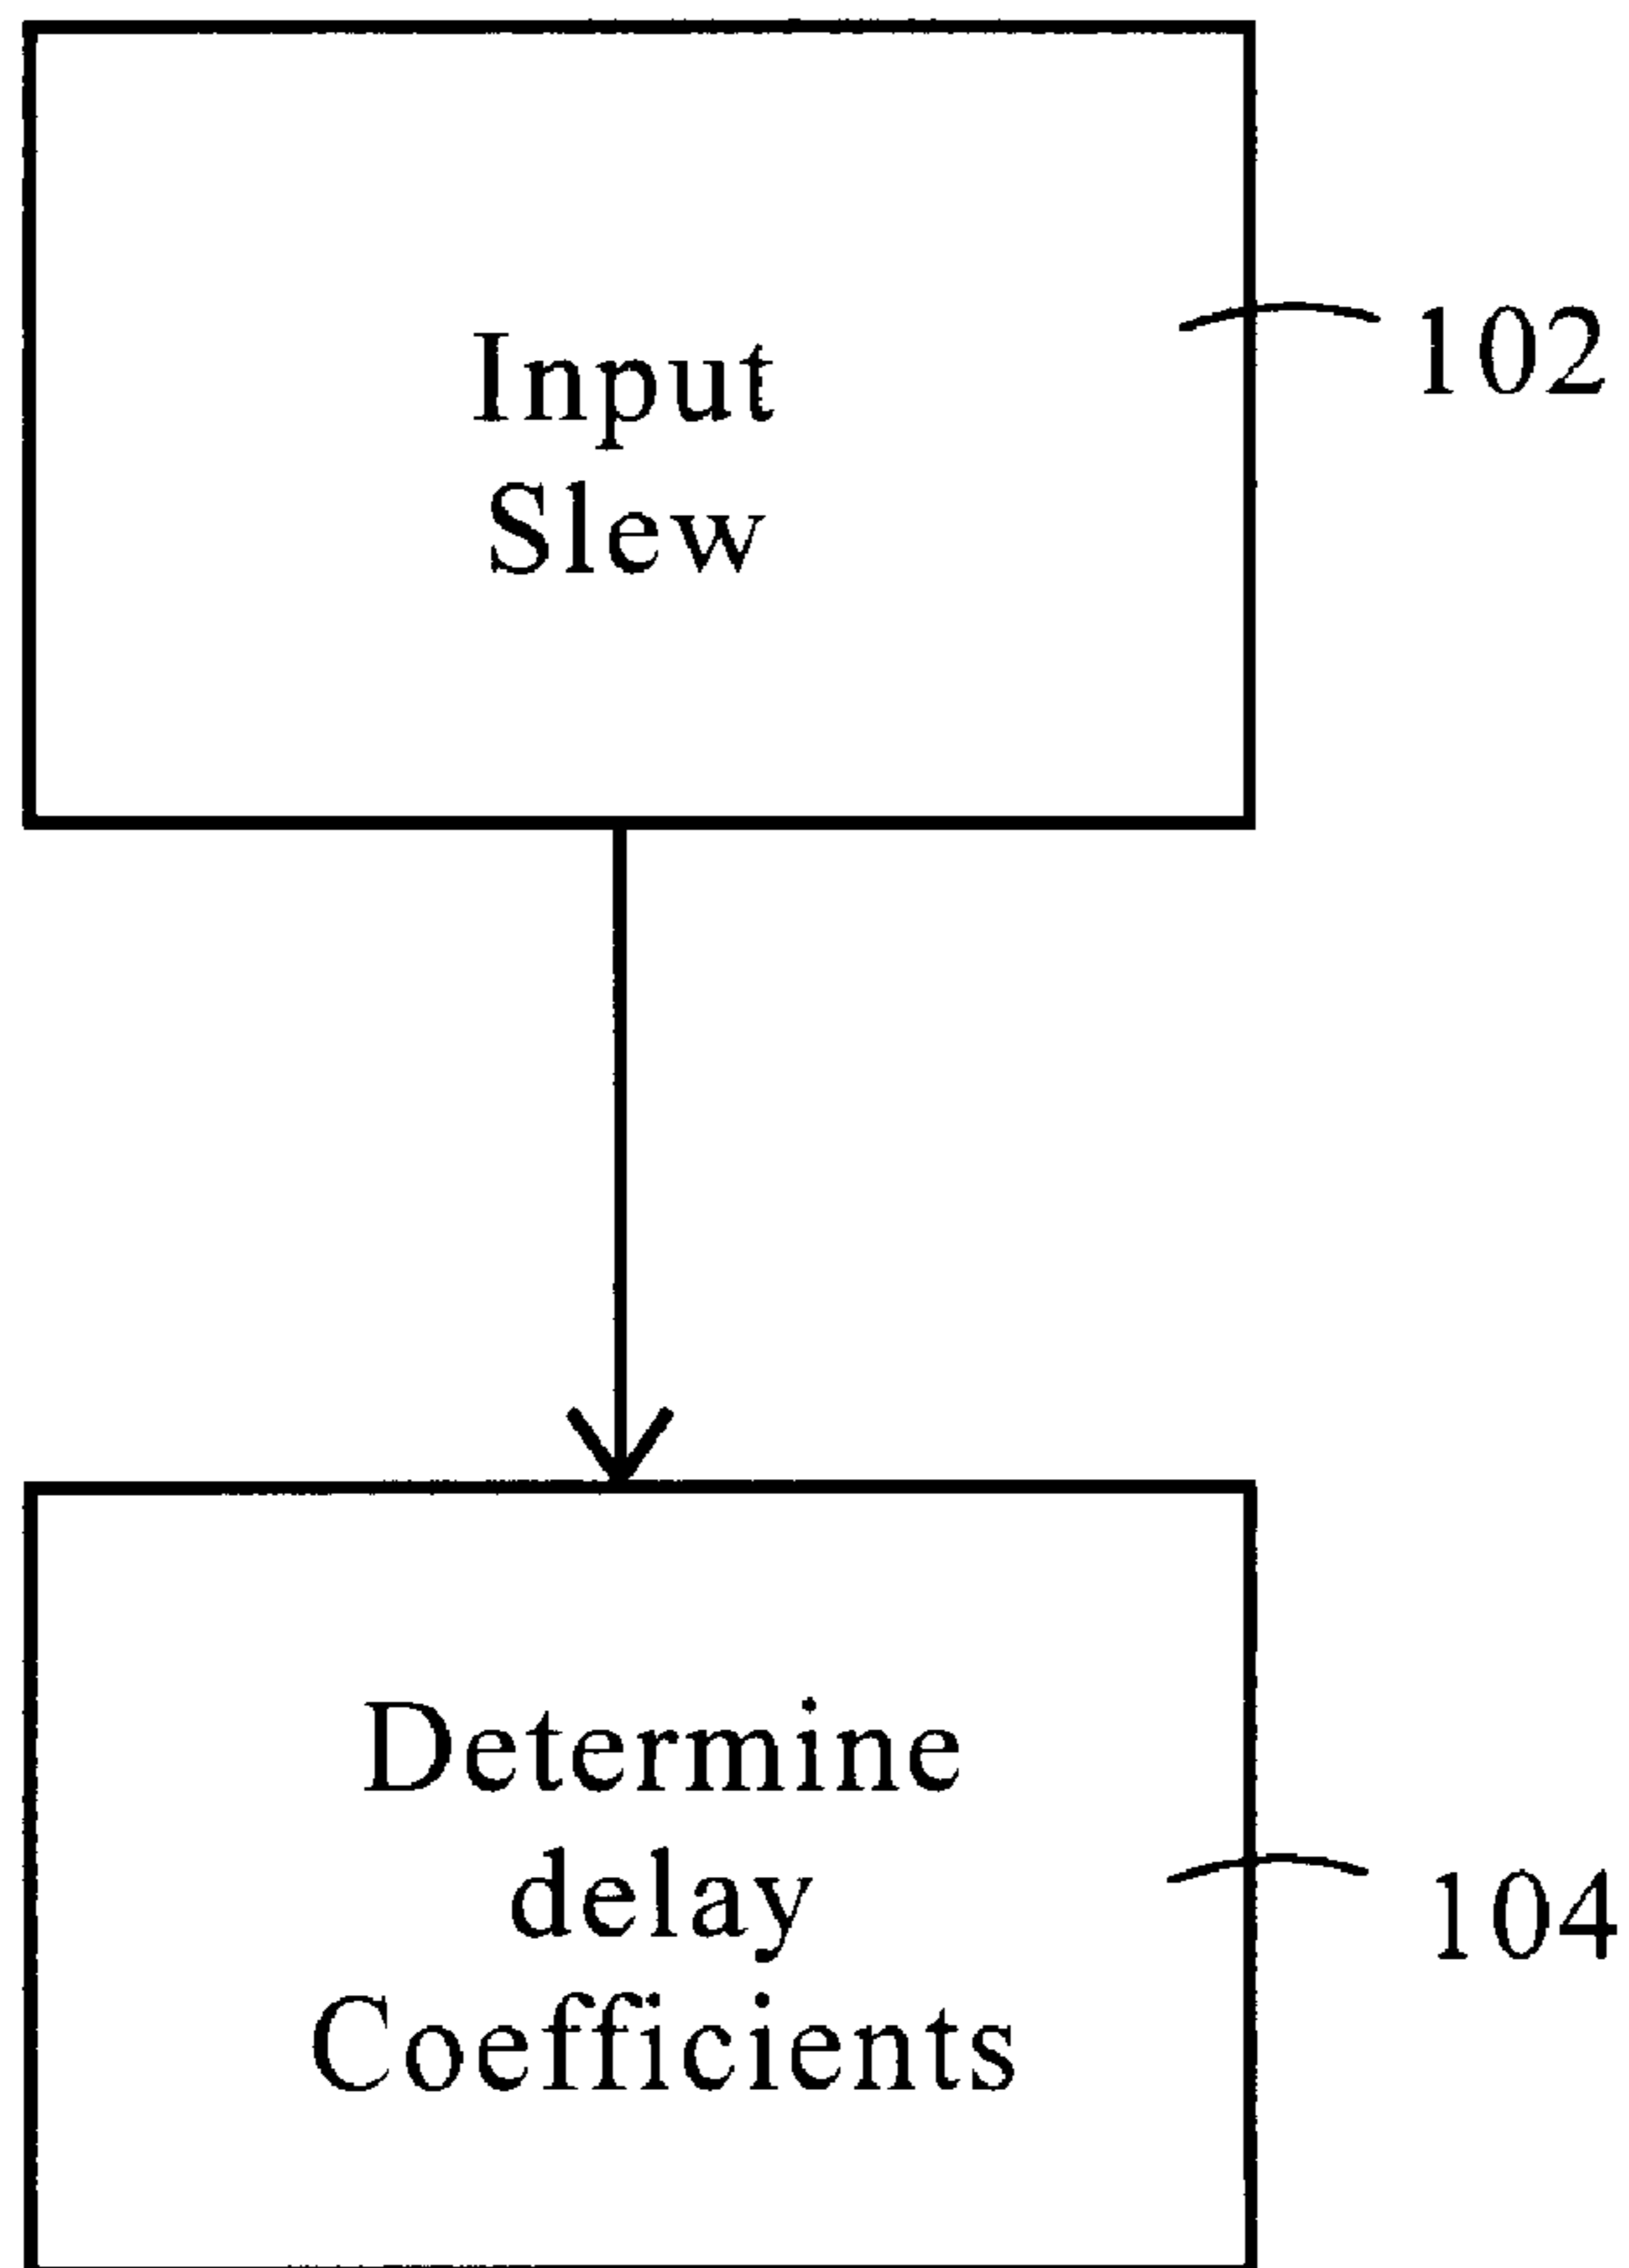 Input
Slew
102
Determine
delay
Coefficients
104